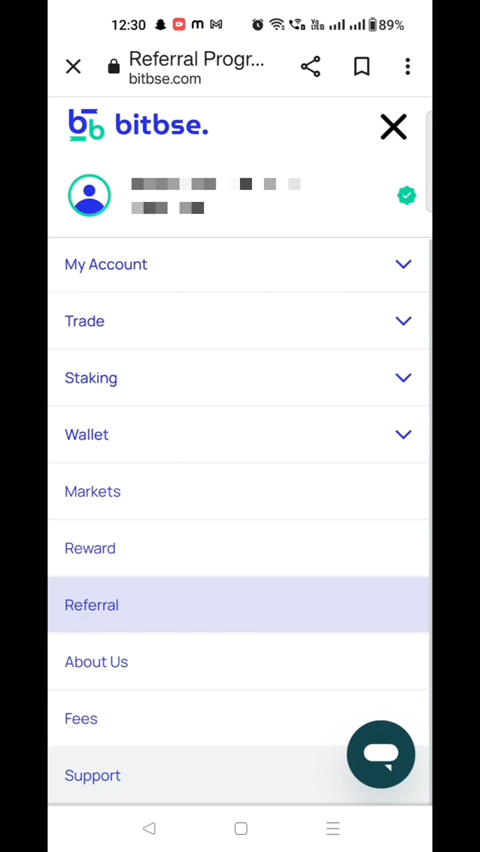 12:30 89%
Referral Progr...
bitbse.com
bb bitbse.
My Account
Trade
Staking
Wallet
Markets
Reward
Referral
About Us
Fees
Support